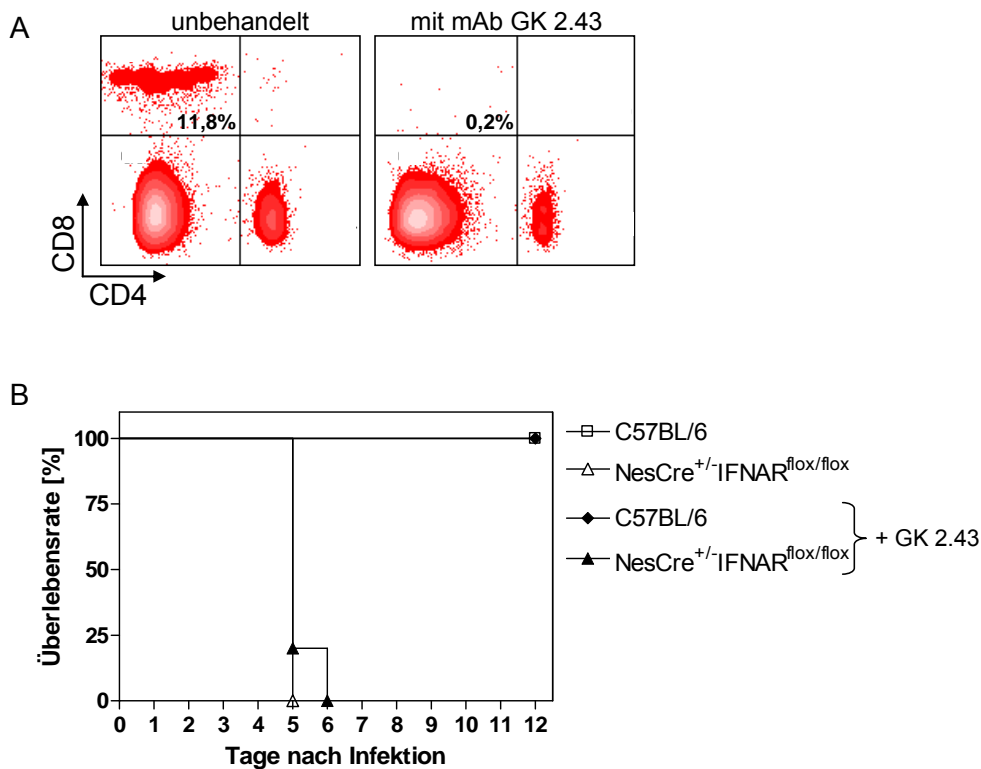 A
unbehandelt
mit mAb GK 2.43
11,8%
0,2%
CD8
CD4
B
Überlebensrate [%]
100
75
50
25
0
0 1 2 3 4 5 6 7 8 9 10 11 12
Tage nach Infektion
C57BL/6
NesCre+/-IFNARflox/flox
C57BL/6
NesCre+/-IFNARflox/flox
+ GK 2.43